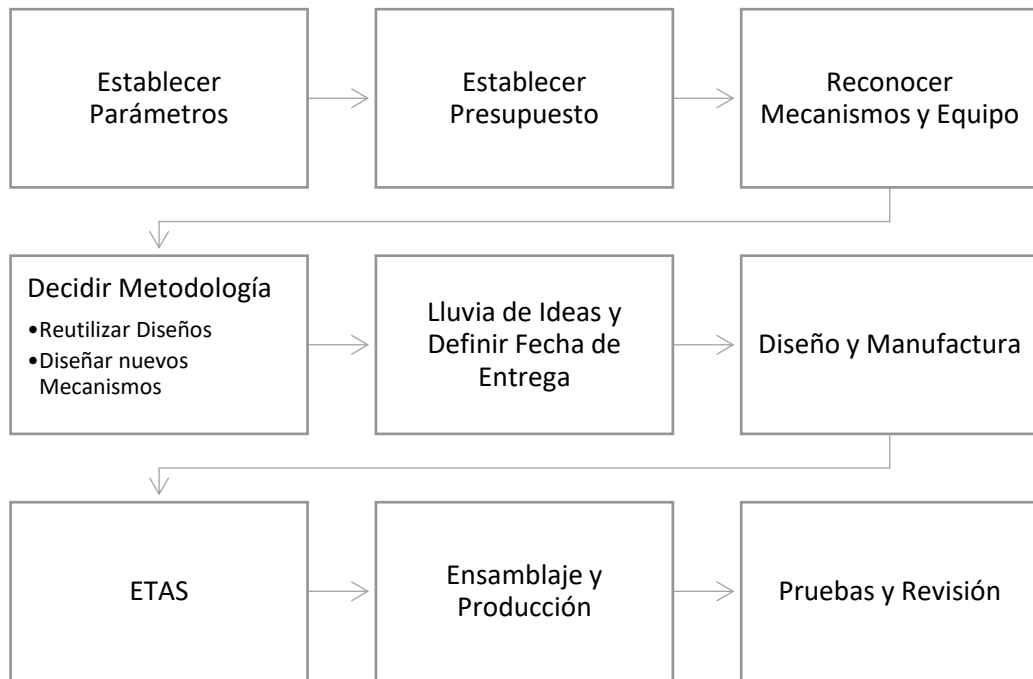 Establecer
Parámetros
Establecer
Presupuesto
Reconocer
Mecanismos y Equipo
Decidir Metodología
•Reutilizar Diseños
•Diseñar nuevos
Mecanismos
Lluvia de Ideas y
Definir Fecha de
Entrega
Diseño y Manufactura
ETAS
Ensamblaje y
Producción
Pruebas y Revisión